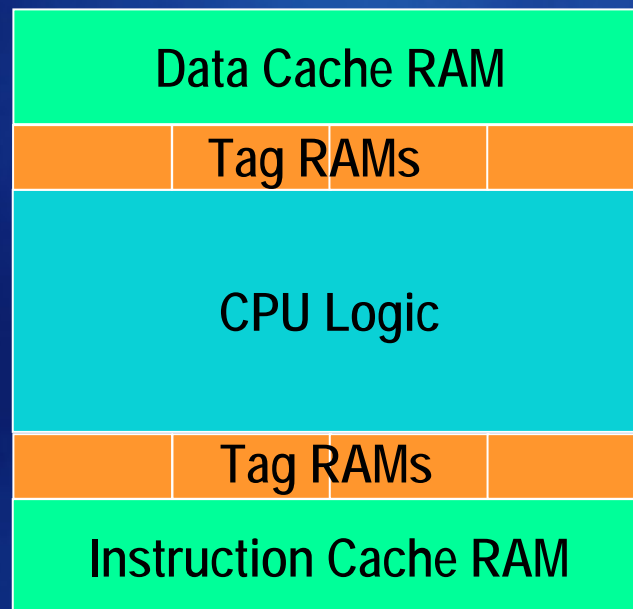 Data Cache RAM
Tag RAMs
CPU Logic
Tag RAMs
Instruction Cache RAM